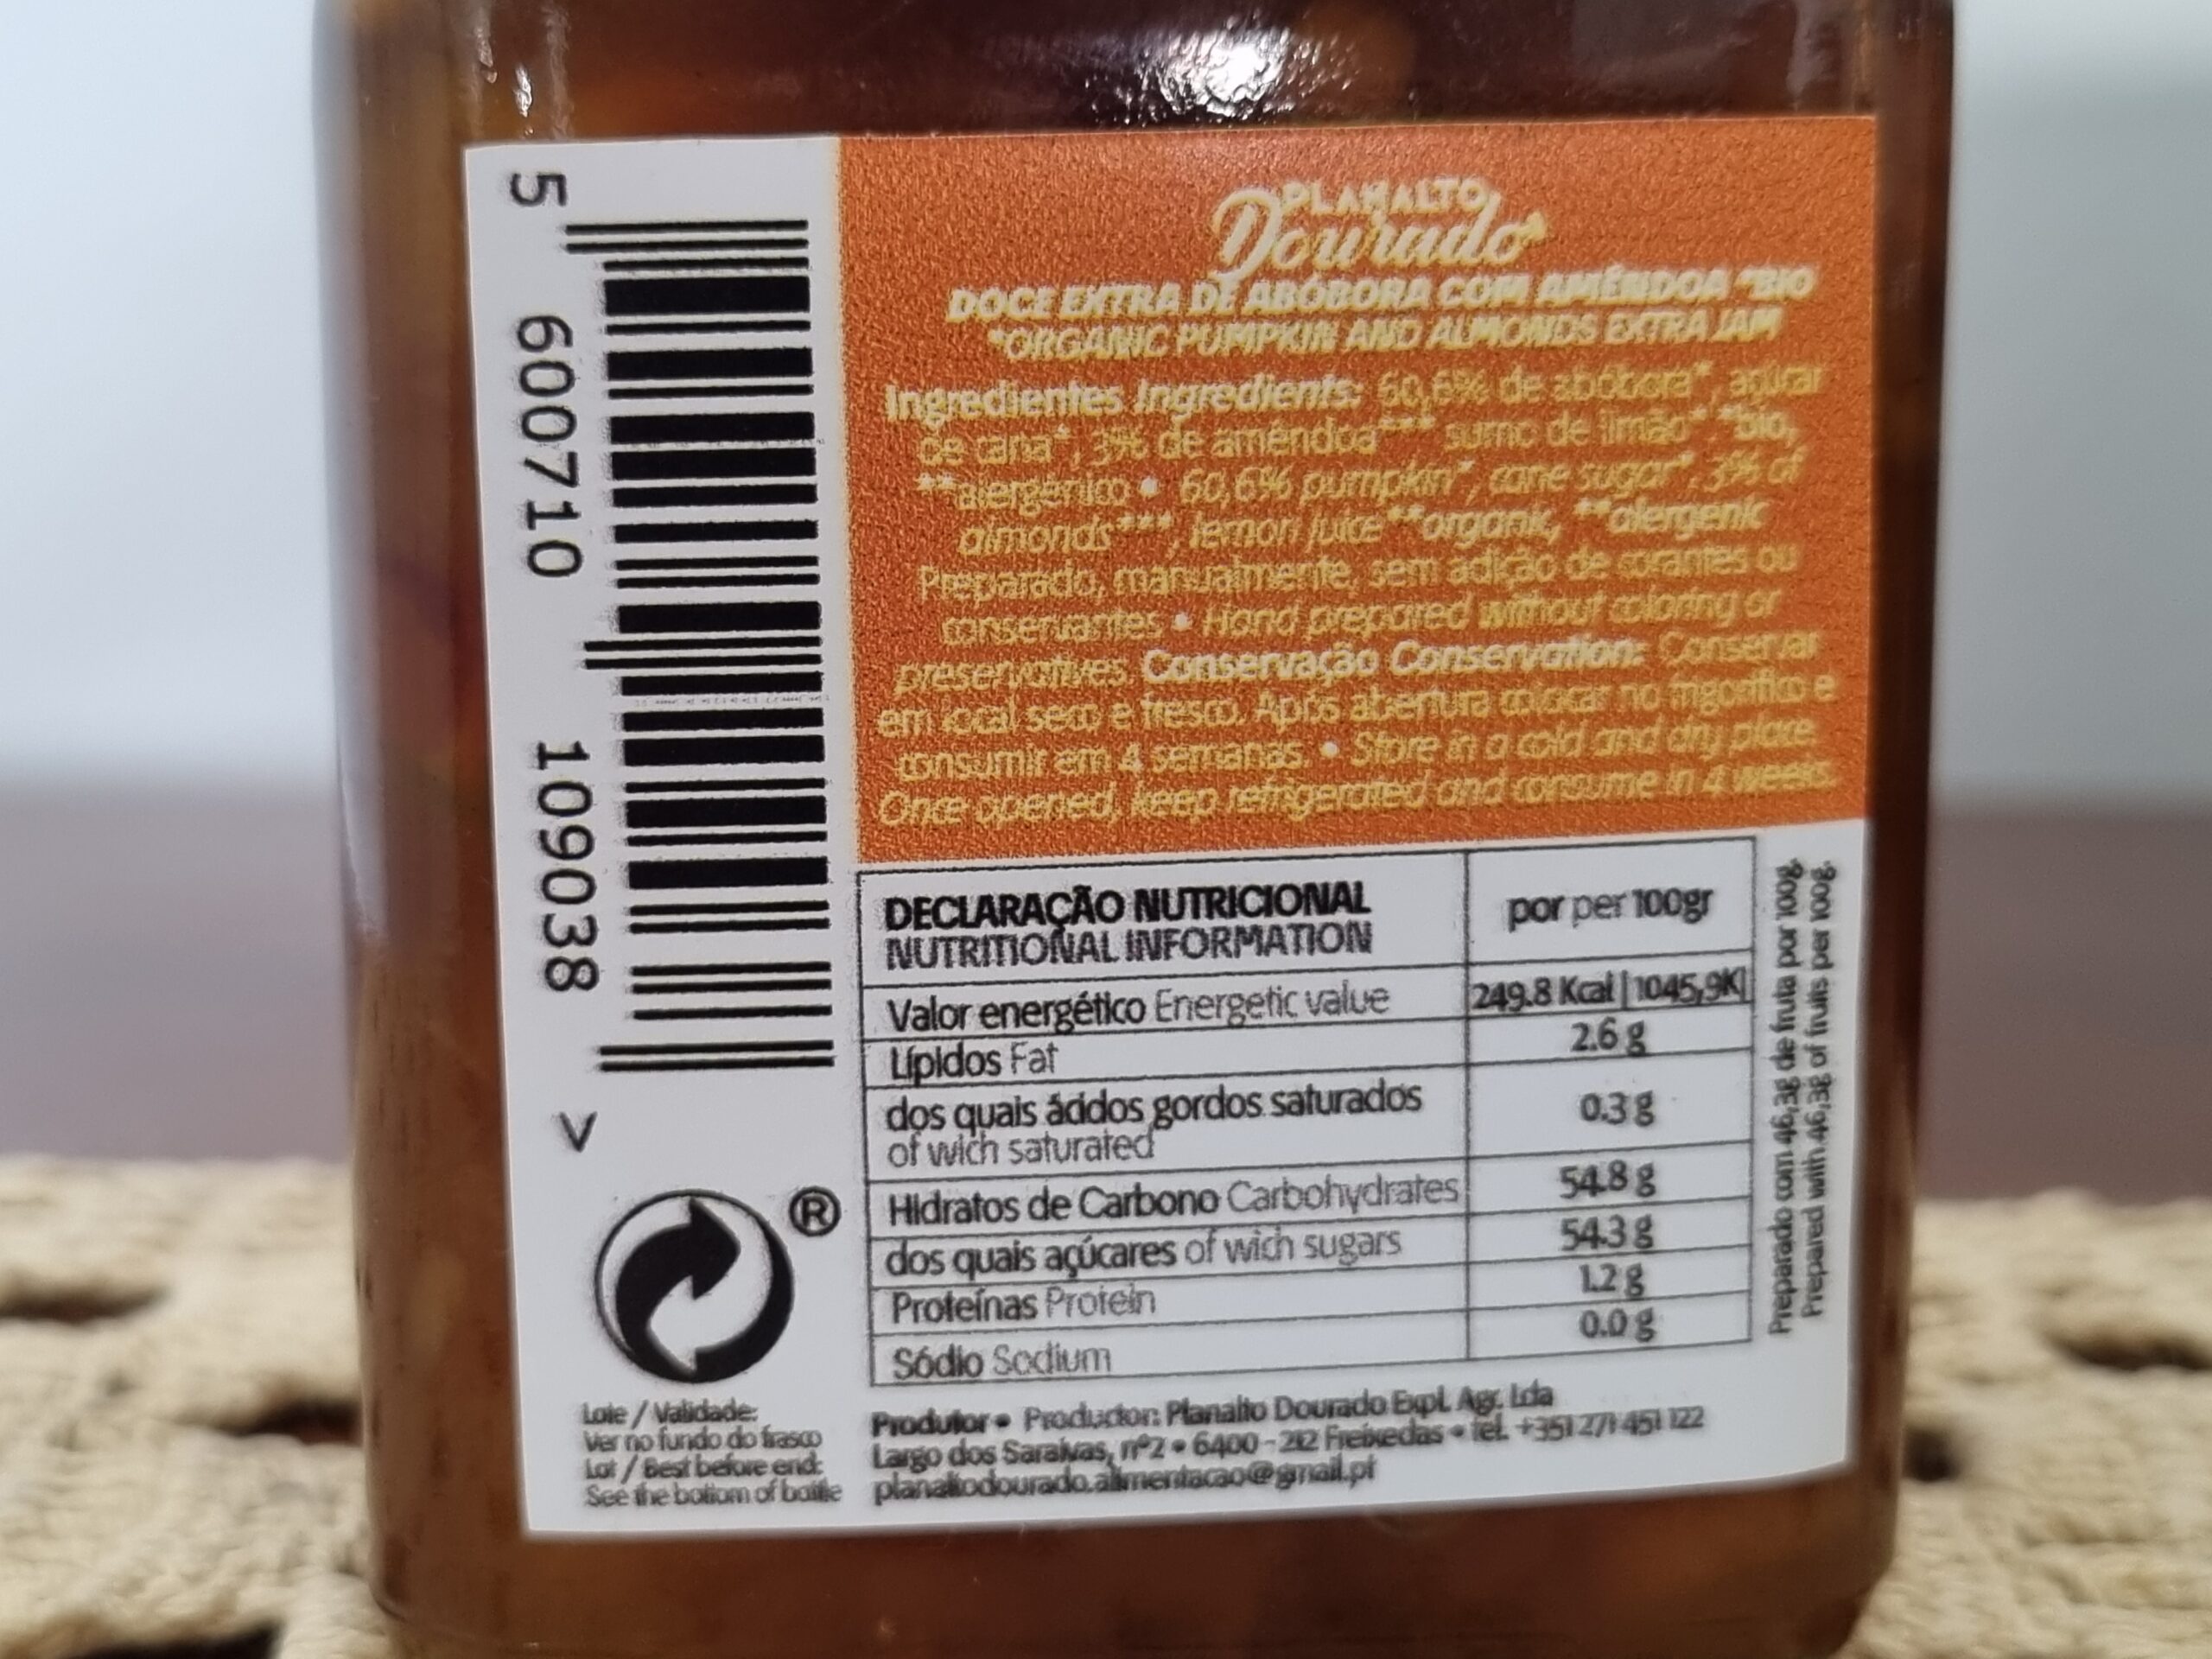 5 600710 109038 >
PLANALTO
Dourado
DOCE EXTRA DE ABÓBORA COM AMÊNDOA *BIO
*ORGANIC PUMPKIN AND ALMONDS EXTRA JAM
Ingredientes Ingredients: 60,6% de abóbora*, açúcar
de cana*, 3% de amêndoa***, sumo de limão* *bio,
**alergénico • 60,6% pumpkin*, cane sugar*, 3% of
almonds***, lemon juice**organic, **alergenic
Preparado, manualmente, sem adição de corantes ou
conservantes • Hand prepared without coloring or
preservatives. Conservação Conservation: Conservar
em local seco e fresco. Após abertura colocar no frigorífico e
consumir em 4 semanas. • Store in a cold and dry place.
Once opened, keep refrigerated and consume in 4 weeks.
DECLARAÇÃO NUTRICIONAL
NUTRITIONAL INFORMATION
por per 100gr
Valor energético Energetic value 249.8 Kcal | 1045,9KJ
Lípidos Fat 2.6 g
dos quais ácidos gordos saturados
of wich saturated 0.3 g
Hidratos de Carbono Carbohydrates 54.8 g
dos quais açúcares of wich sugars 54.3 g
Proteínas Protein 1.2 g
Sódio Sodium 0.0 g
Preparado com 46,3g de fruta por 100g.
Prepared with 46,3g of fruits per 100g.
®
Lote / Validade:
Ver no fundo do frasco
Lot / Best before end:
See the bottom of bottle
Produtor • Productor: Planalto Dourado Expl. Agr. Lda
Largo dos Saraivas, nº2 • 6400 - 212 Freixedas • Tel. +351 271 451 122
planaltodourado.alimentacao@gmail.pt